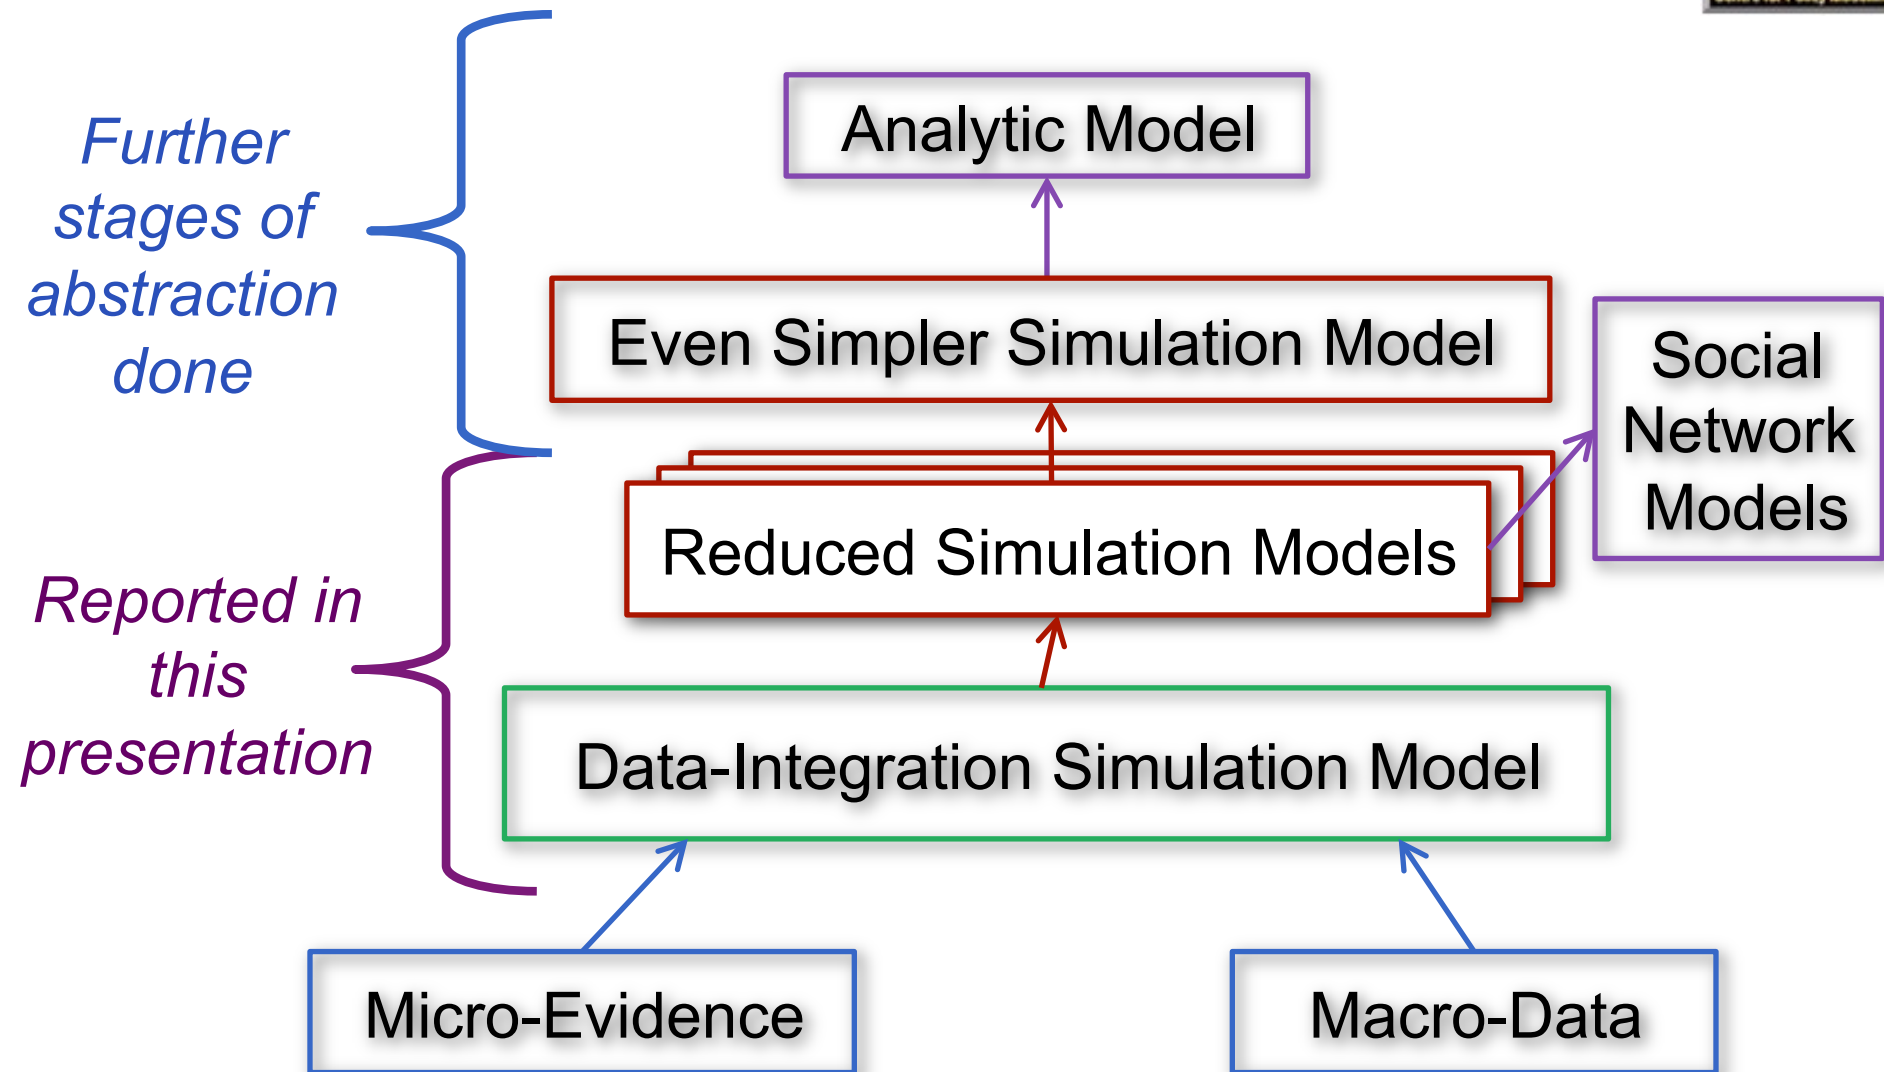 Further
stages of
abstraction
done
Analytic Model
Even Simpler Simulation Model
Social
Network
Models
Reduced Simulation Models
Reported in
this
presentation
Data-Integration Simulation Model
Micro-Evidence
Macro-Data